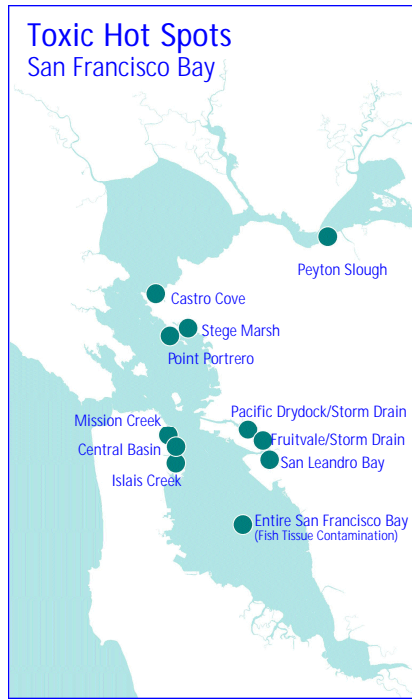 Toxic Hot Spots
San Francisco Bay
Peyton Slough
Castro Cove
Stege Marsh
Point Portrero
Pacific Drydock/Storm Drain
Mission Creek
Fruitvale/Storm Drain
Central Basin
San Leandro Bay
Islais Creek
Entire San Francisco Bay
(Fish Tissue Contamination)